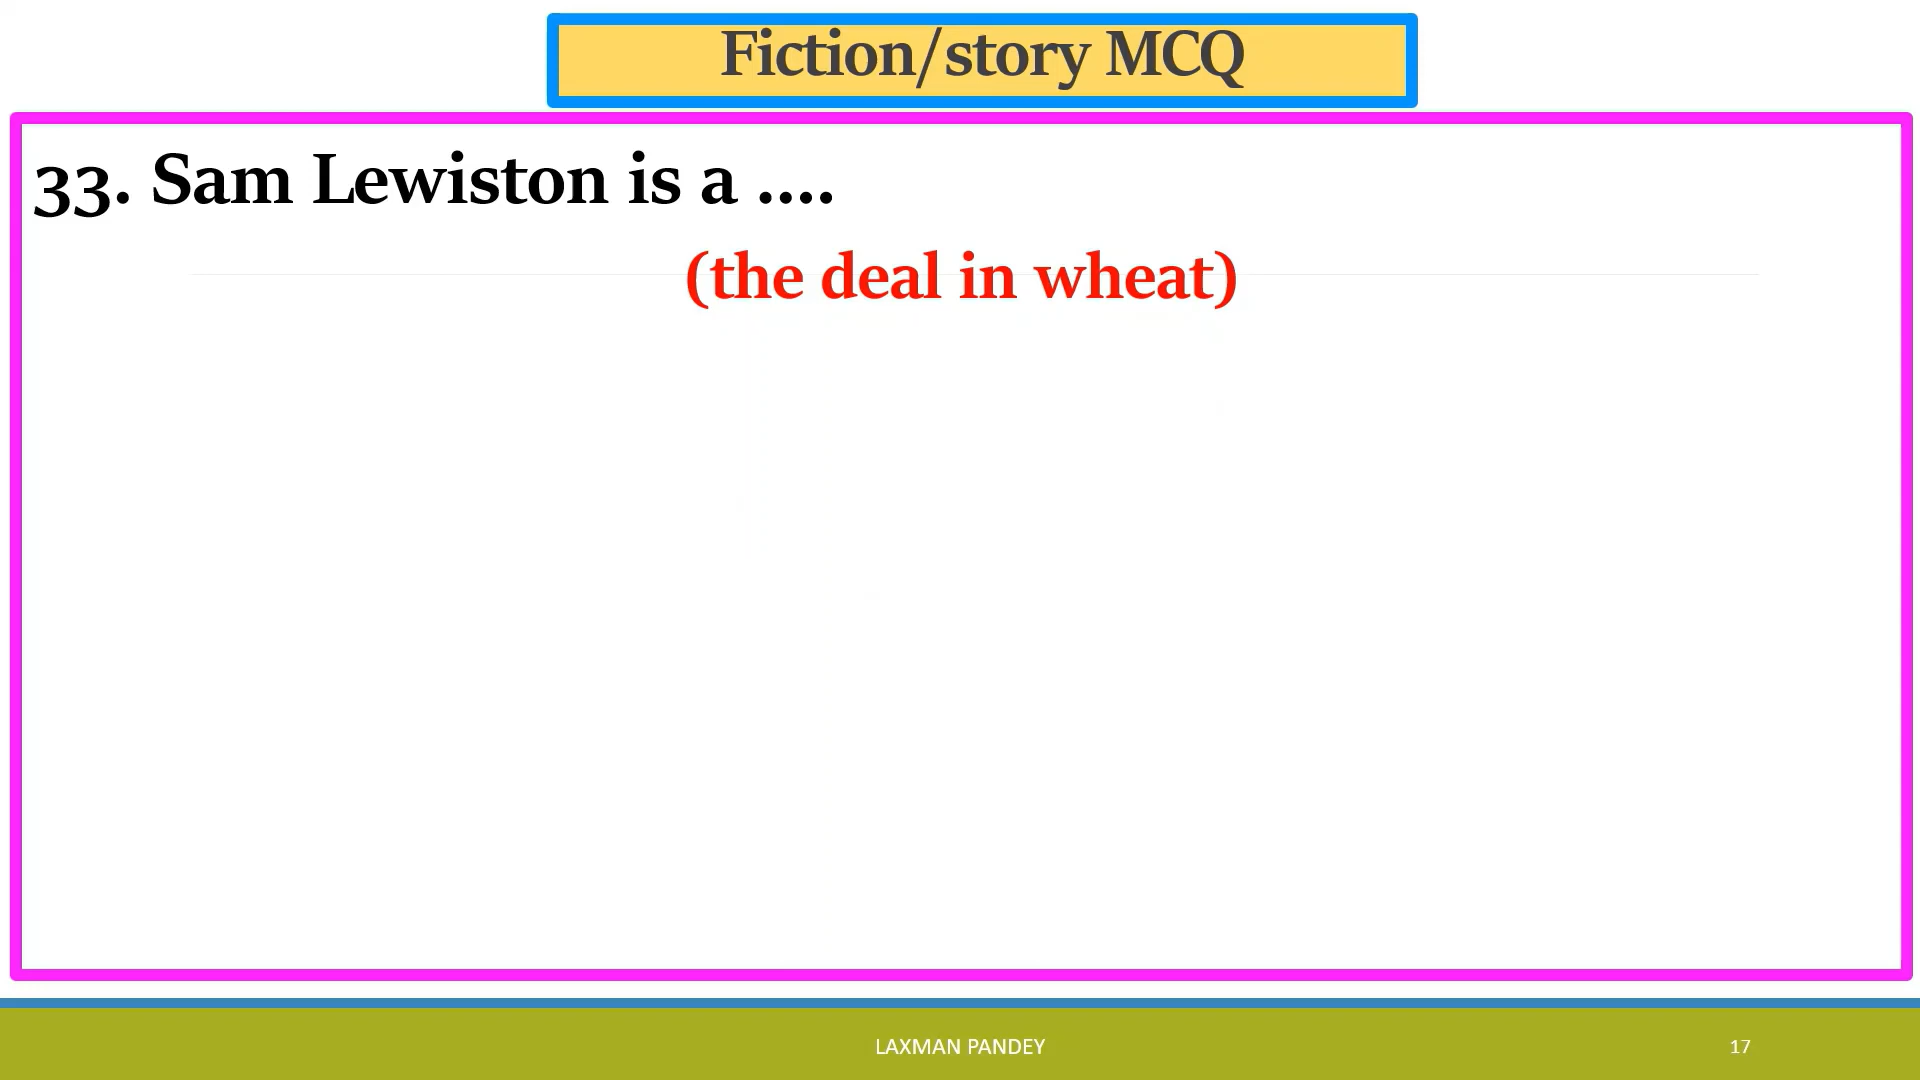 Fiction/story MCQ
33. Sam Lewiston is a ....
(the deal in wheat)
LAXMAN PANDEY
17